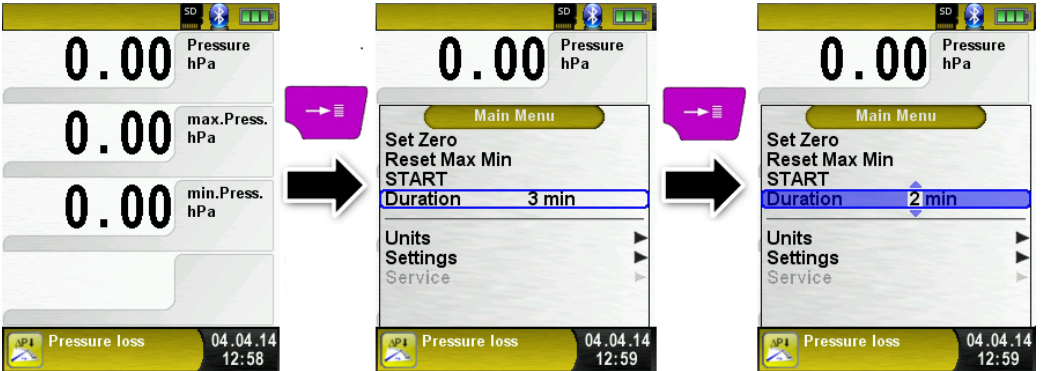 SD
0.00 Pressure
hPa
0.00 max.Press.
hPa
0.00 min.Press.
hPa
Pressure loss 04.04.14
12:58
SD
0.00 Pressure
hPa
Main Menu
Set Zero
Reset Max Min
START
Duration 3 min
Units
Settings
Service
ΔP
Pressure loss 04.04.14
12:59
SD
0.00 Pressure
hPa
Main Menu
Set Zero
Reset Max Min
START
Duration 2 min
Units
Settings
Service
ΔP
Pressure loss 04.04.14
12:59